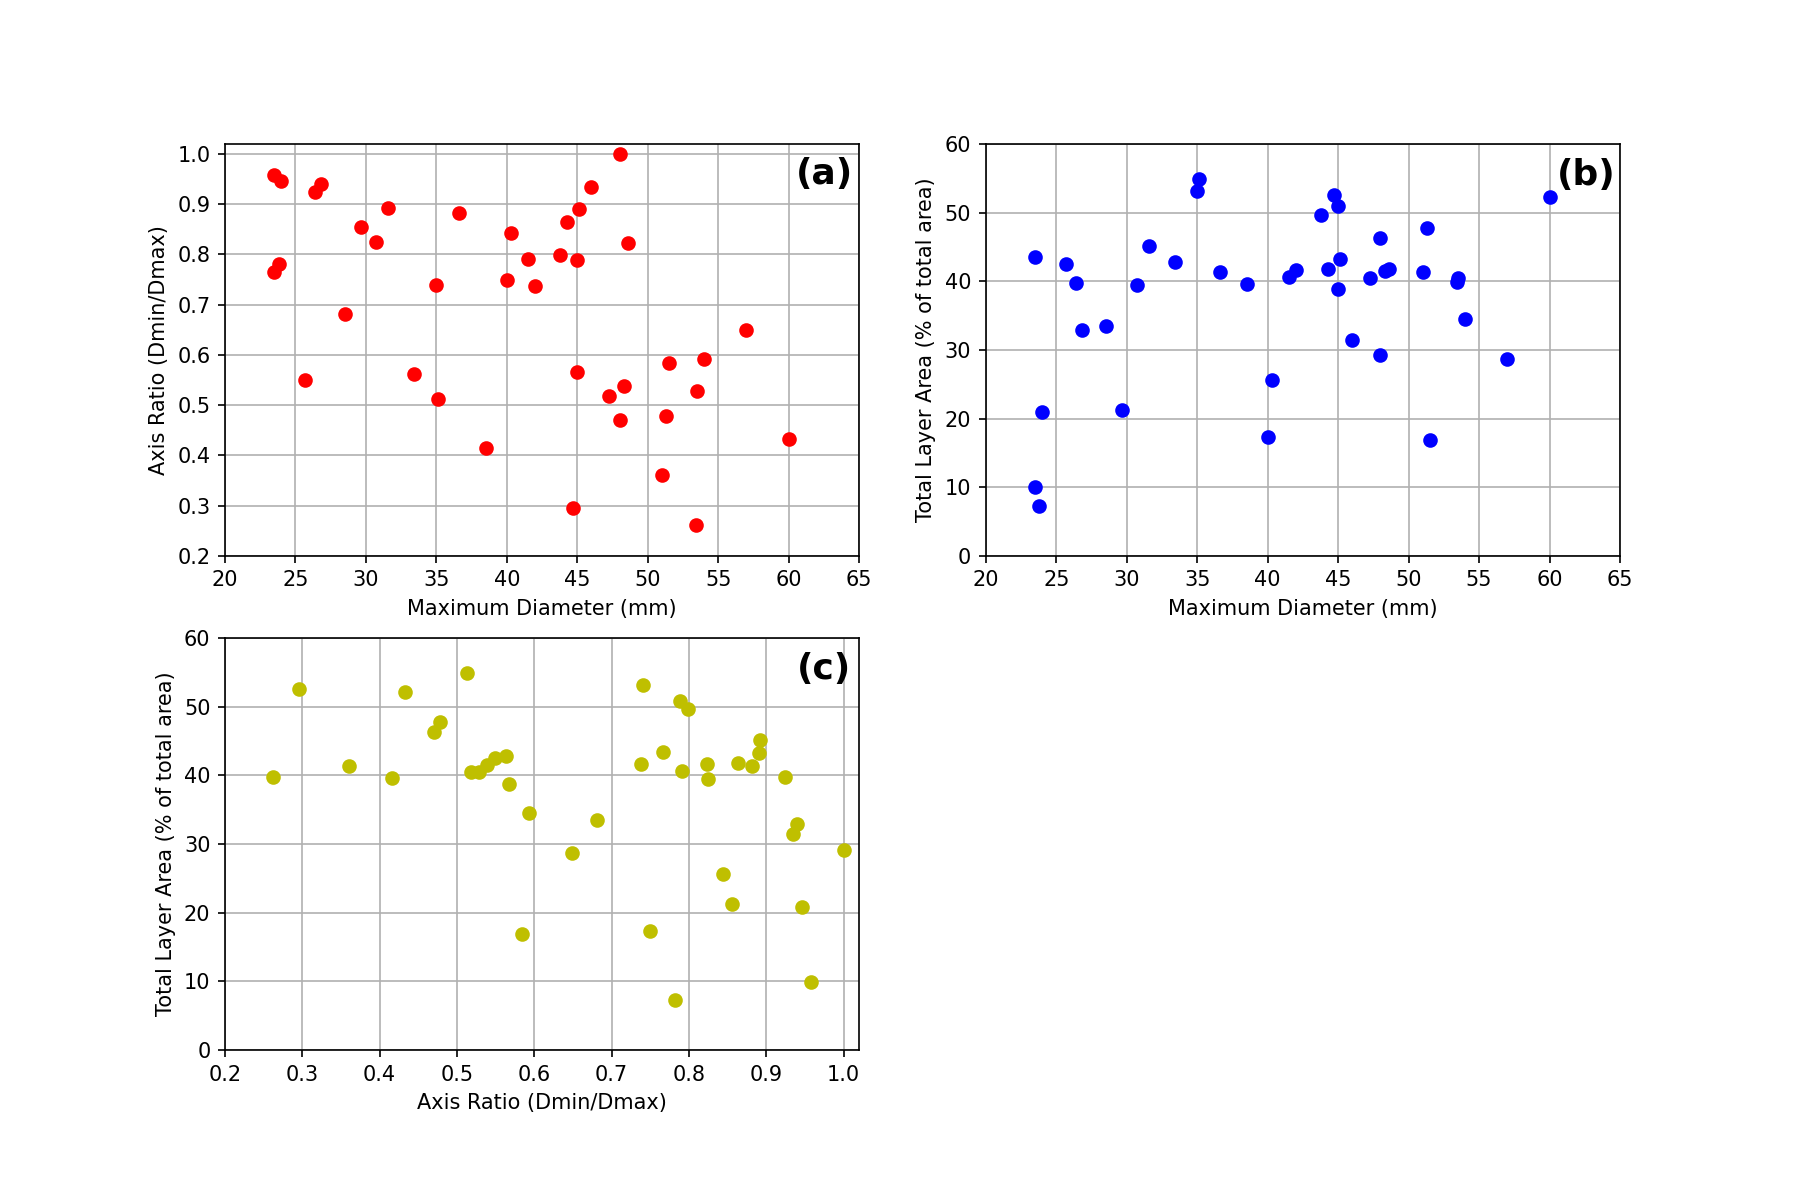 (a)
1.0
0.9
0.8
0.7
0.6
0.5
0.4
0.3
0.2
Axis Ratio (Dmin/Dmax)
20 25 30 35 40 45 50 55 60 65
Maximum Diameter (mm)
(b)
60
50
40
30
20
10
0
Total Layer Area (% of total area)
20 25 30 35 40 45 50 55 60 65
Maximum Diameter (mm)
(c)
60
50
40
30
20
10
0
Total Layer Area (% of total area)
0.2 0.3 0.4 0.5 0.6 0.7 0.8 0.9 1.0
Axis Ratio (Dmin/Dmax)